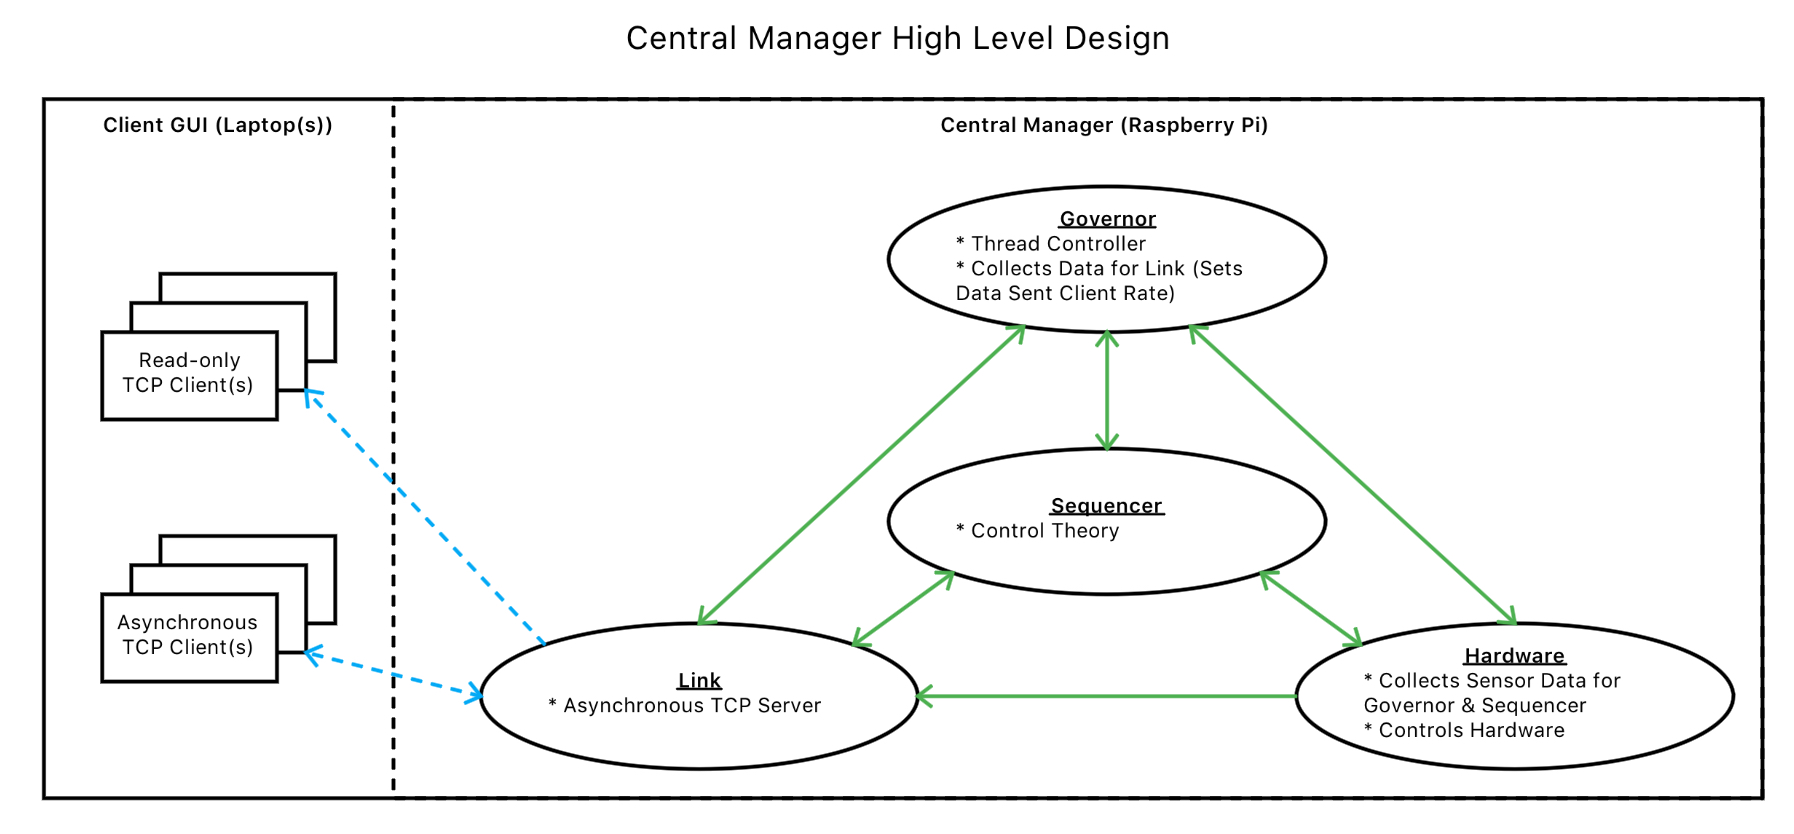 Central Manager High Level Design
Client GUI (Laptop(s))
Central Manager (Raspberry Pi)
Governor
* Thread Controller
* Collects Data for Link (Sets
Data Sent Client Rate)
Read-only
TCP Client(s)
Sequencer
* Control Theory
Asynchronous
TCP Client(s)
Link
* Asynchronous TCP Server
Hardware
* Collects Sensor Data for
Governor & Sequencer
* Controls Hardware